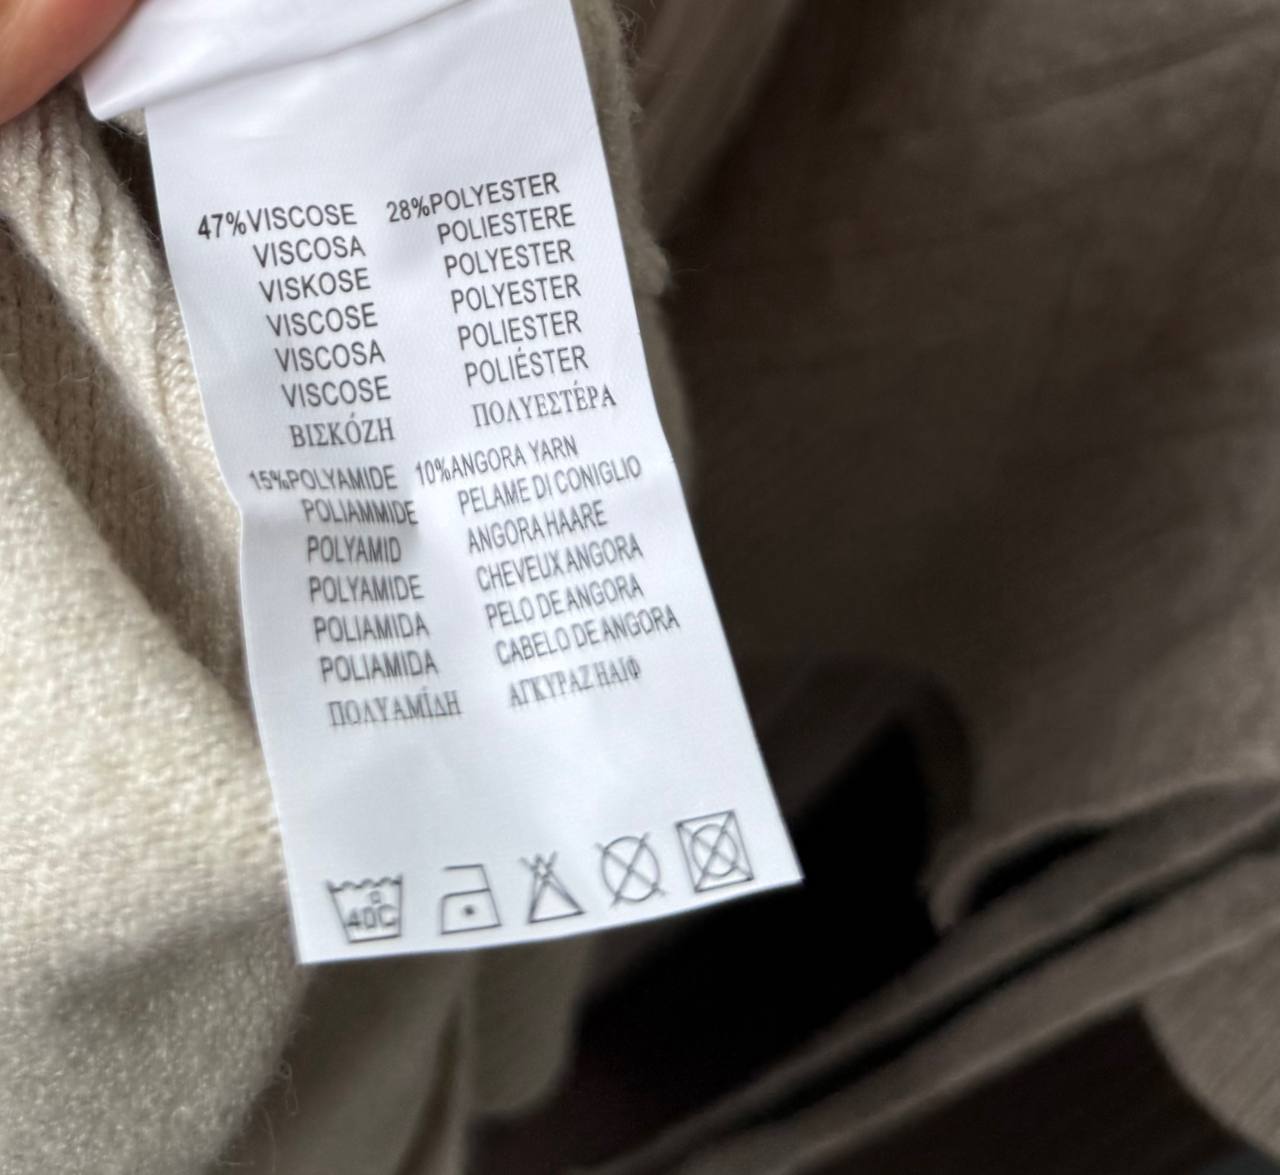 47%VISCOSE 28%POLYESTER
VISCOSA POLIESTERE
VISKOSE POLYESTER
VISCOSE POLYESTER
VISCOSA POLIESTER
VISCOSE POLIÉSTER
ΒΙΣΚΌΖΗ ΠΟΛΥΕΣΤΈΡΑ
15%POLYAMIDE 10%ANGORA YARN
POLIAMMIDE PELAME DI CONIGLIO
POLYAMID ANGORA HAARE
POLYAMIDE CHEVEUX ANGORA
POLIAMIDA PELO DE ANGORA
POLIAMIDA CABELO DE ANGORA
ΠΟΛΥΑΜΊΔΗ ΑΓΚΥΡΑΖ ΗΑΙΦ
40C